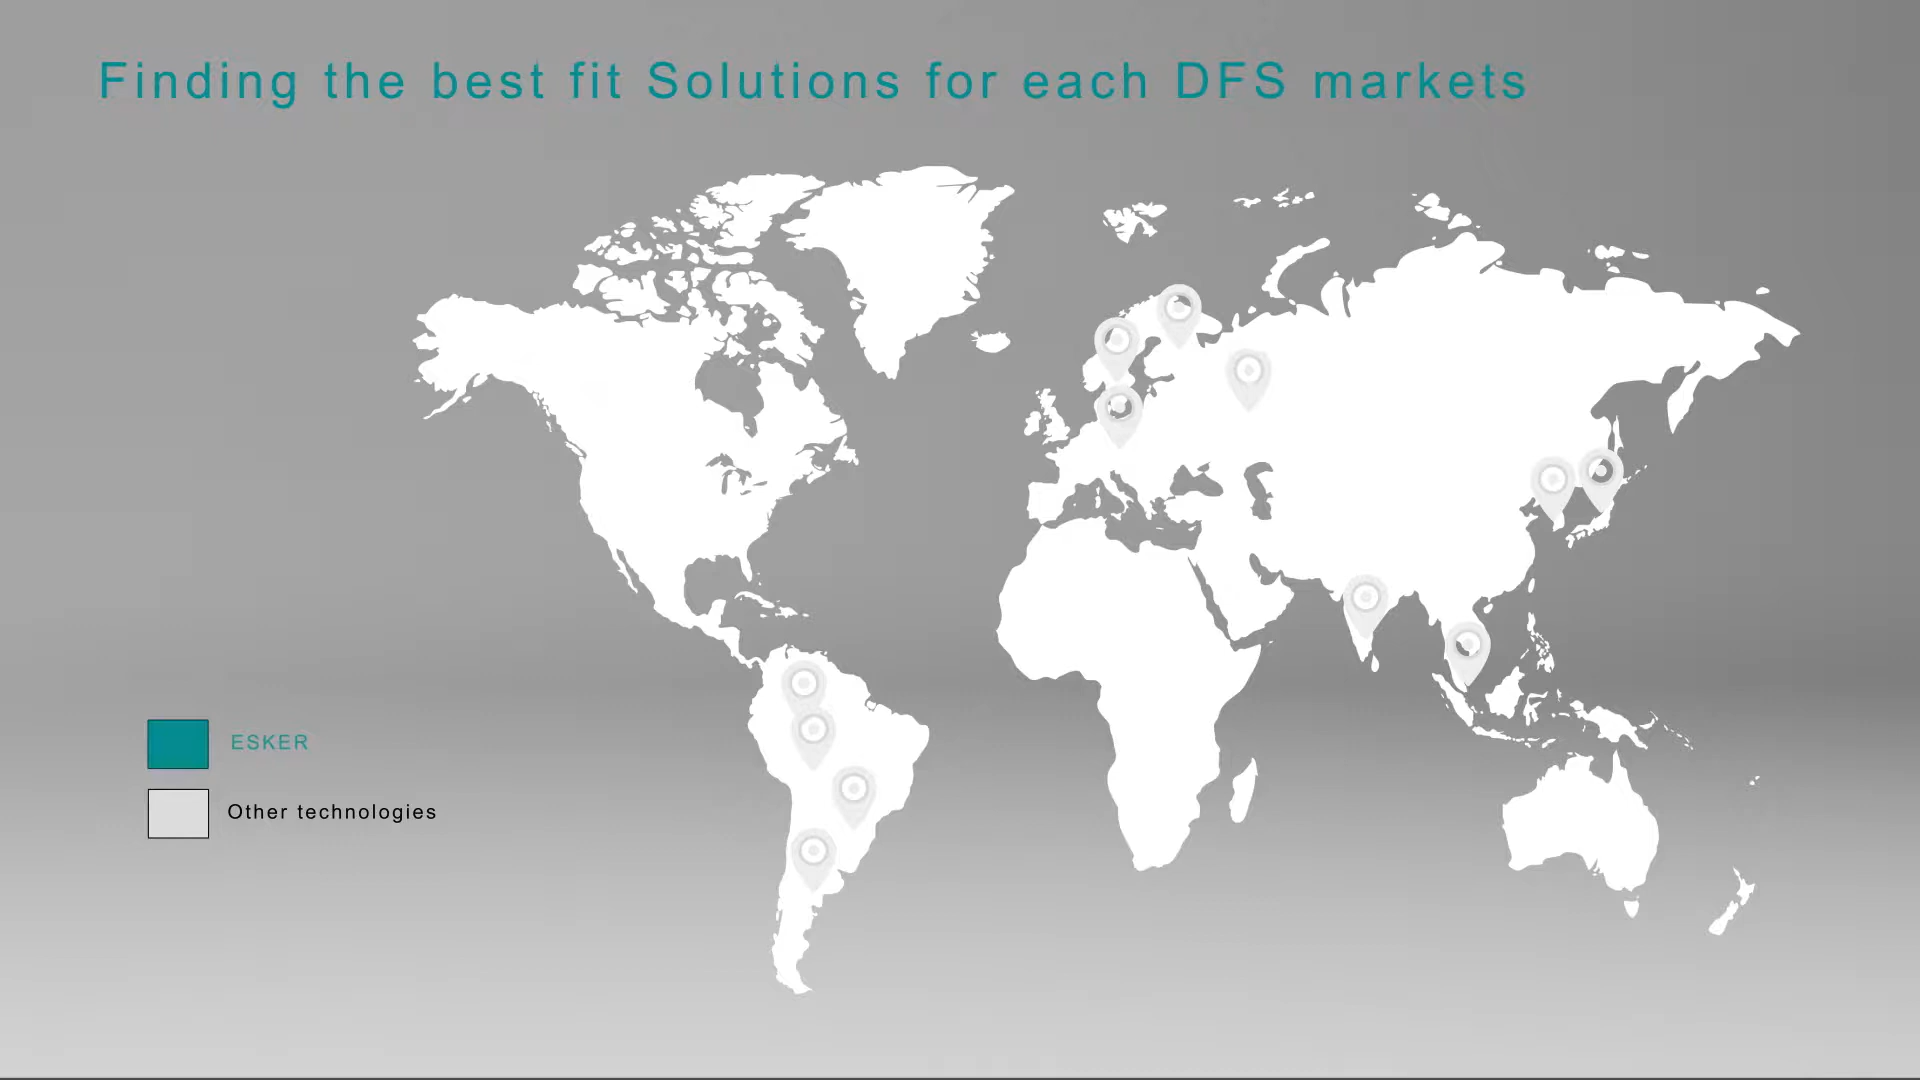 Finding the best fit Solutions for each DFS markets
ESKER
Other technologies